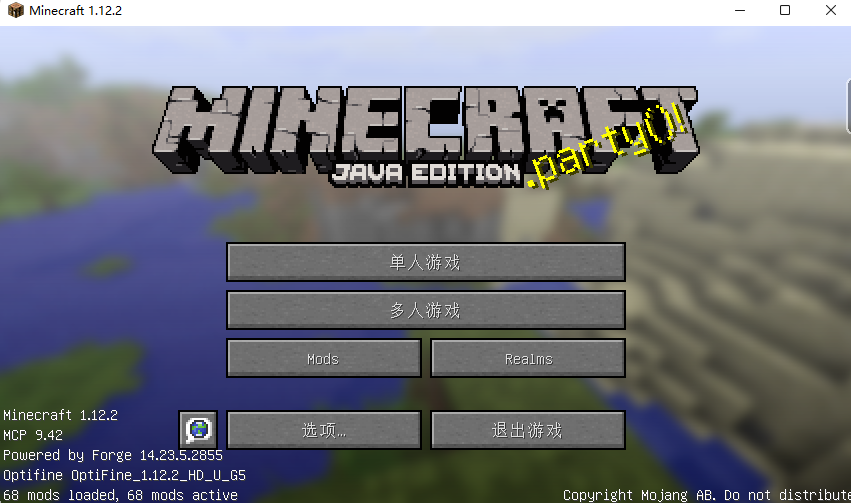 Minecraft 1.12.2
MINECRAFT
JAVA EDITION
.party()!
单人游戏
多人游戏
Mods
Realms
选项…
退出游戏
Minecraft 1.12.2
MCP 9.42
Powered by Forge 14.23.5.2855
Optifine OptiFine_1.12.2_HD_U_G5
68 mods loaded, 68 mods active
Copyright Mojang AB. Do not distribute